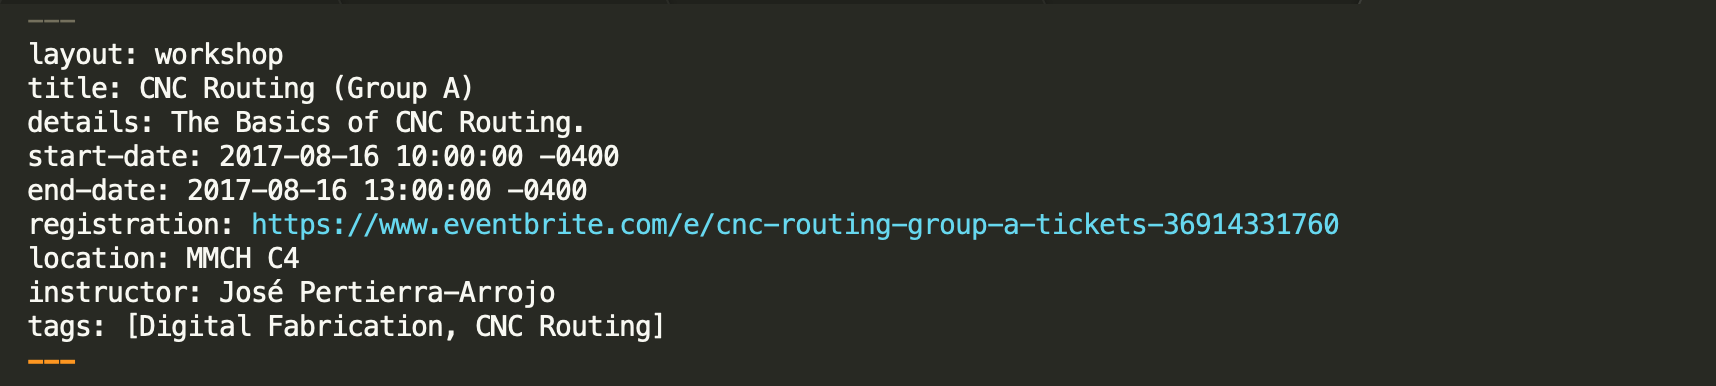 ---
layout: workshop
title: CNC Routing (Group A)
details: The Basics of CNC Routing.
start-date: 2017-08-16 10:00:00 -0400
end-date: 2017-08-16 13:00:00 -0400
registration: https://www.eventbrite.com/e/cnc-routing-group-a-tickets-36914331760
location: MMCH C4
instructor: José Pertierra-Arrojo
tags: [Digital Fabrication, CNC Routing]
---